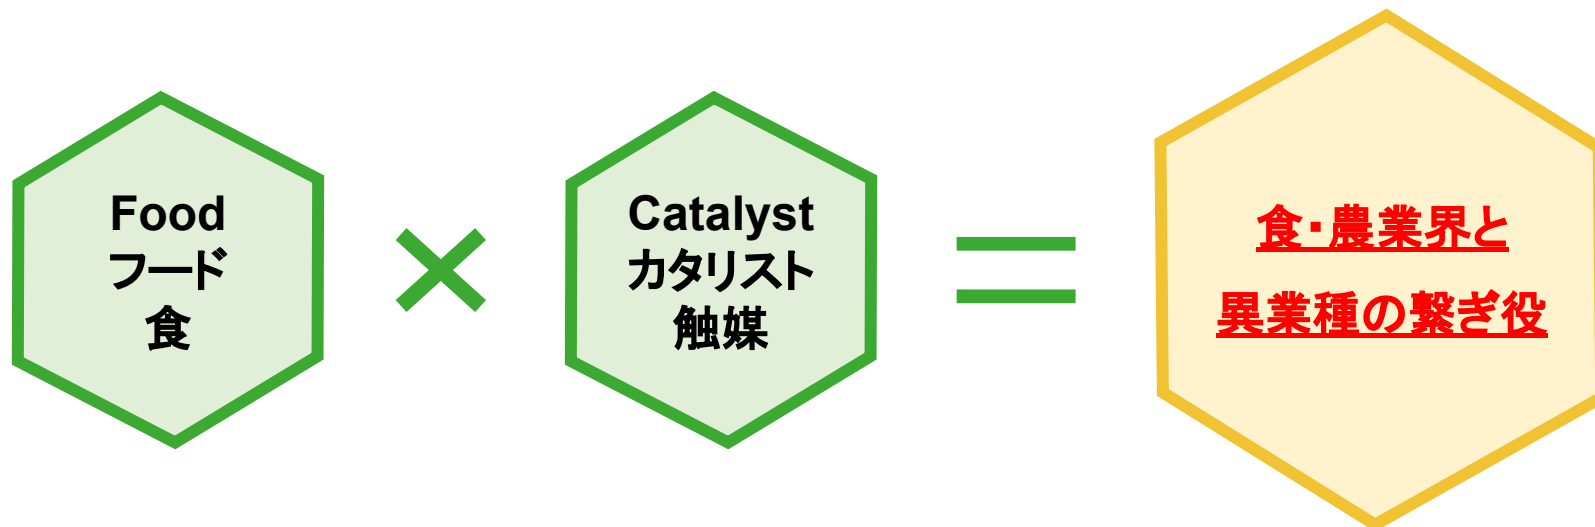 Food
フード
食
×
Catalyst
カタリスト
触媒
＝
食・農業界と
異業種の繋ぎ役